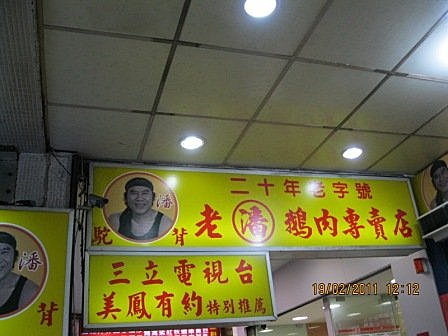 二十年老字號
潘
駝背 老潘鵝肉專賣店
三立電視台
美鳳有約特別推薦
潘
背
19/02/2011 12:12